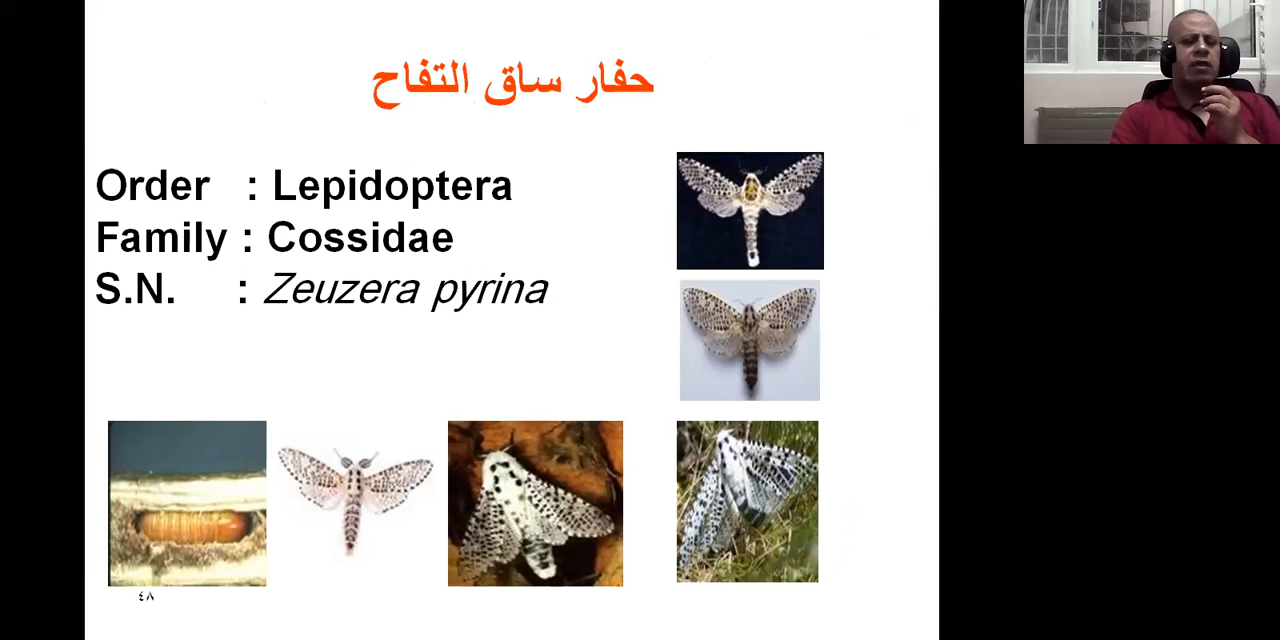 حفار ساق التفاح
Order : Lepidoptera
Family : Cossidae
S.N. : Zeuzera pyrina
٤٨